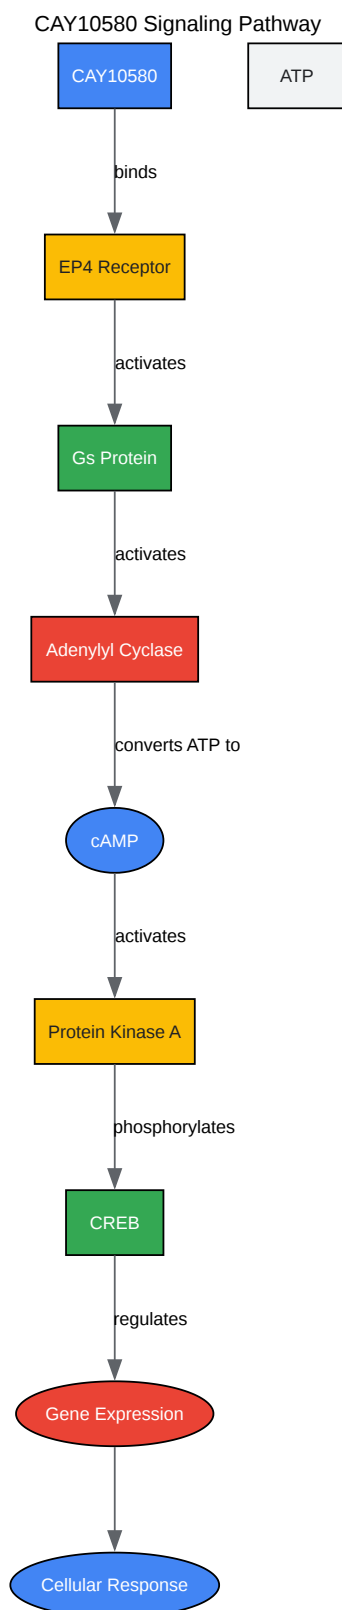 CAY10580 Signaling Pathway
CAY10580
ATP
binds
EP4 Receptor
activates
Gs Protein
activates
Adenylyl Cyclase
converts ATP to
cAMP
activates
Protein Kinase A
phosphorylates
CREB
regulates
Gene Expression
Cellular Response